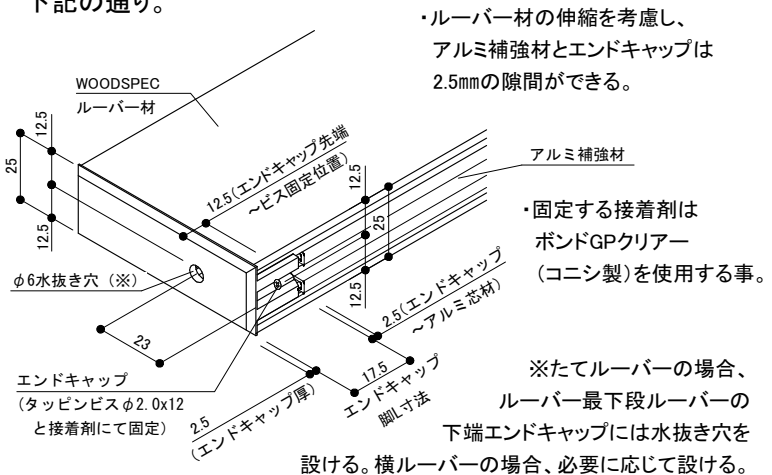 下記の通り。
・ルーバー材の伸縮を考慮し、
アルミ補強材とエンドキャップは
2.5㎜の隙間ができる。
WOODSPEC
ルーバー材
12.5
25
12.5
12.5(エンドキャップ先端
～ビス固定位置)
12.5
25
12.5
アルミ補強材
・固定する接着剤は
ボンドGPクリアー
(コニシ製)を使用する事。
φ6水抜き穴（※）
23
2.5(エンドキャップ
～アルミ芯材)
エンドキャップ
(タッピンビスφ2.0x12
と接着剤にて固定)
2.5
(エンドキャップ厚)
17.5
エンドキャップ
脚L寸法
※たてルーバーの場合、
ルーバー最下段ルーバーの
下端エンドキャップには水抜き穴を
設ける。横ルーバーの場合、必要に応じて設ける。